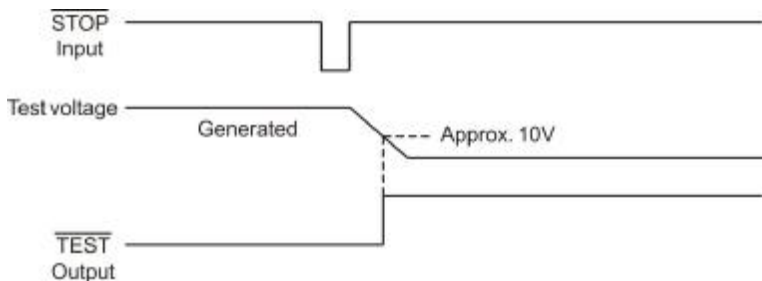 STOP
Input
Test voltage
Generated
Approx. 10V
TEST
Output